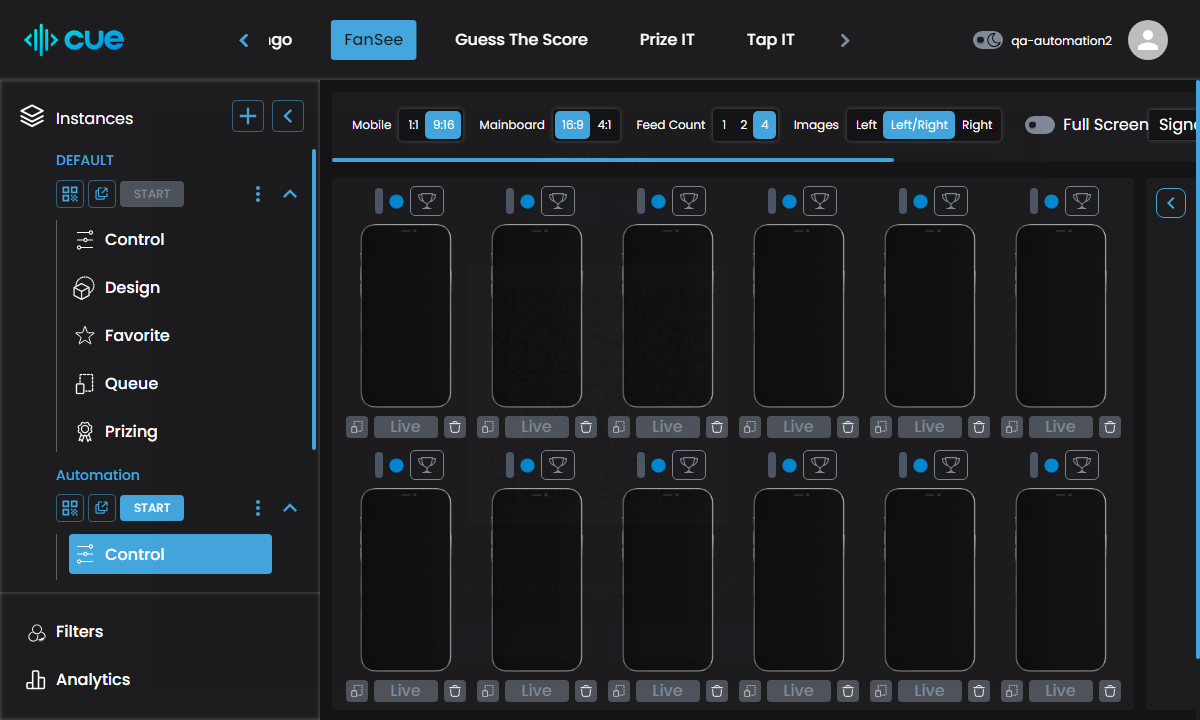 cue
FanSee
Guess The Score
Prize IT
Tap IT
qa-automation2
Instances
DEFAULT
START
Control
Design
Favorite
Queue
Prizing
Automation
START
Control
Filters
Analytics
Mobile 1:1 9:16 Mainboard 16:9 4:1 Feed Count 1 2 4 Images Left Left/Right Right Full Screen
Live Live Live Live Live Live
Live Live Live Live Live Live